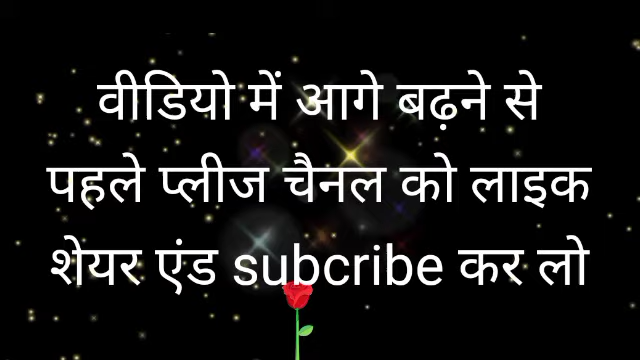 वीडियो में आगे बढ़ने से
पहले प्लीज चैनल को लाइक
शेयर एंड subcribe कर लो